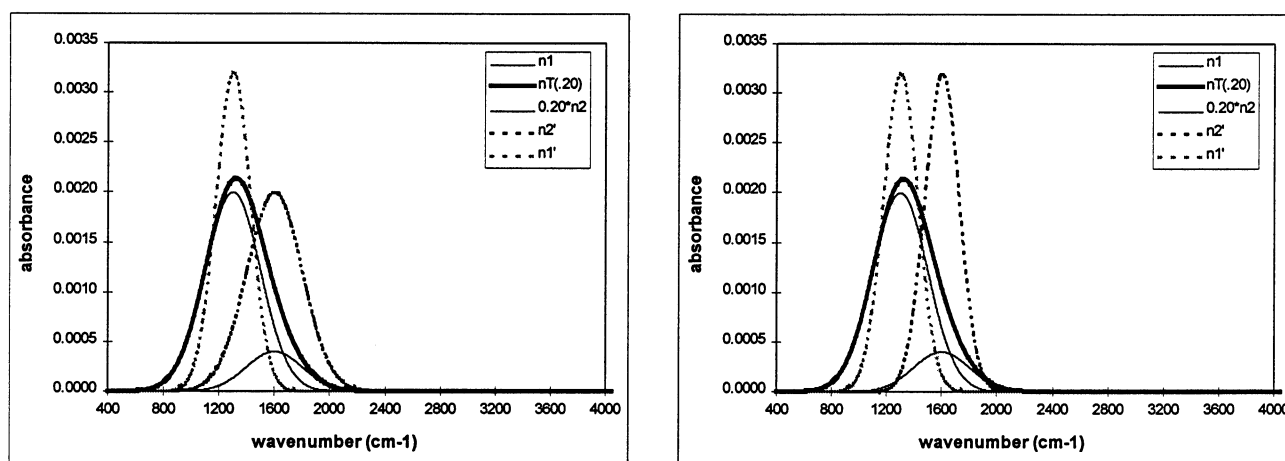 0.0035
0.0030
0.0025
0.0020
0.0015
0.0010
0.0005
0.0000
absorbance
400 1200 1600 2400 3200 4000
800 2000 2800 3600
wavenumber (cm-1)
n1
nT(.20)
0.20*n2
n2'
n1'
0.0035
0.0030
0.0025
0.0020
0.0015
0.0010
0.0005
0.0000
absorbance
400 1200 1600 2000 2400 2800 3200 3600 4000
wavenumber (cm-1)
n1
nT(.20)
0.20*n2
n2'
n1'